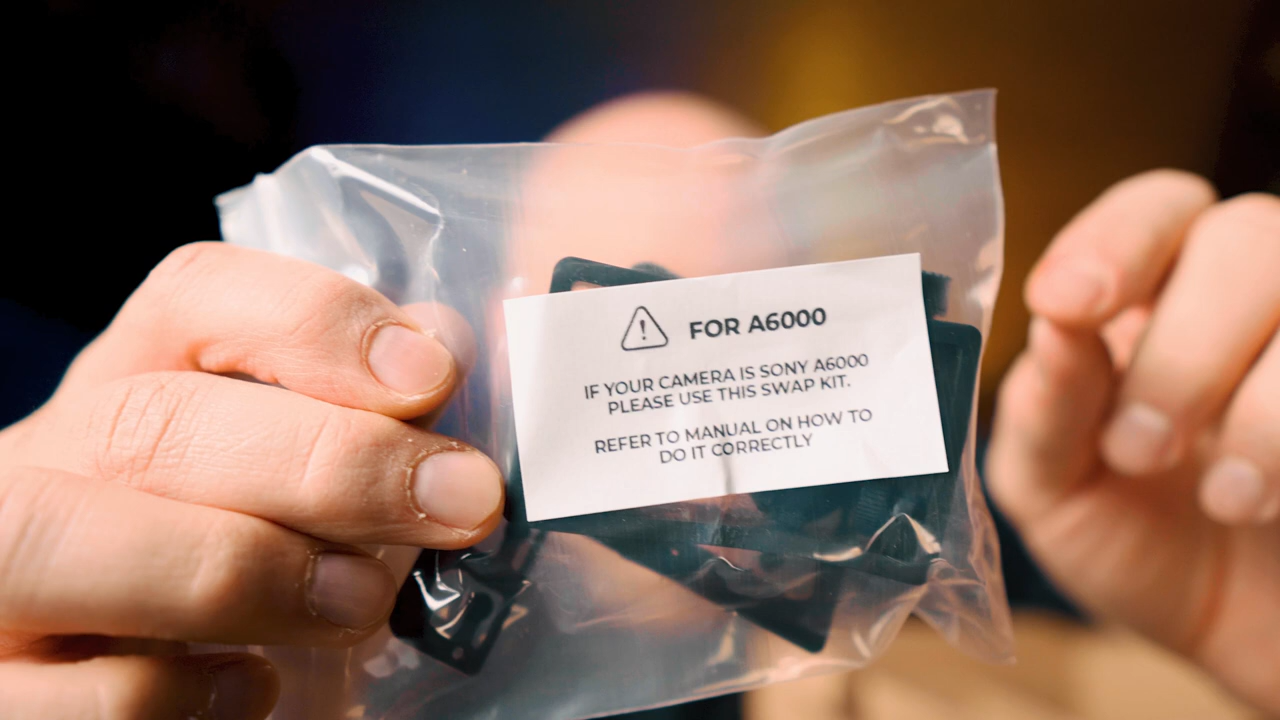 FOR A6000
IF YOUR CAMERA IS SONY A6000
PLEASE USE THIS SWAP KIT.
REFER TO MANUAL ON HOW TO
DO IT CORRECTLY